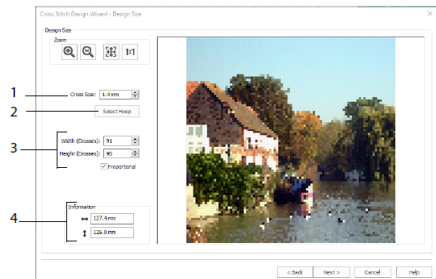 Cross Stitch Design Wizard - Design Size
Design Size
Zoom
1:1
1
Cross Size: 1.4 mm
2
Select Hoop
3
Width (Crosses): 91
Height (Crosses): 90
Proportional
4
Information
127.4 mm
126.0 mm
< Back Next > Cancel Help